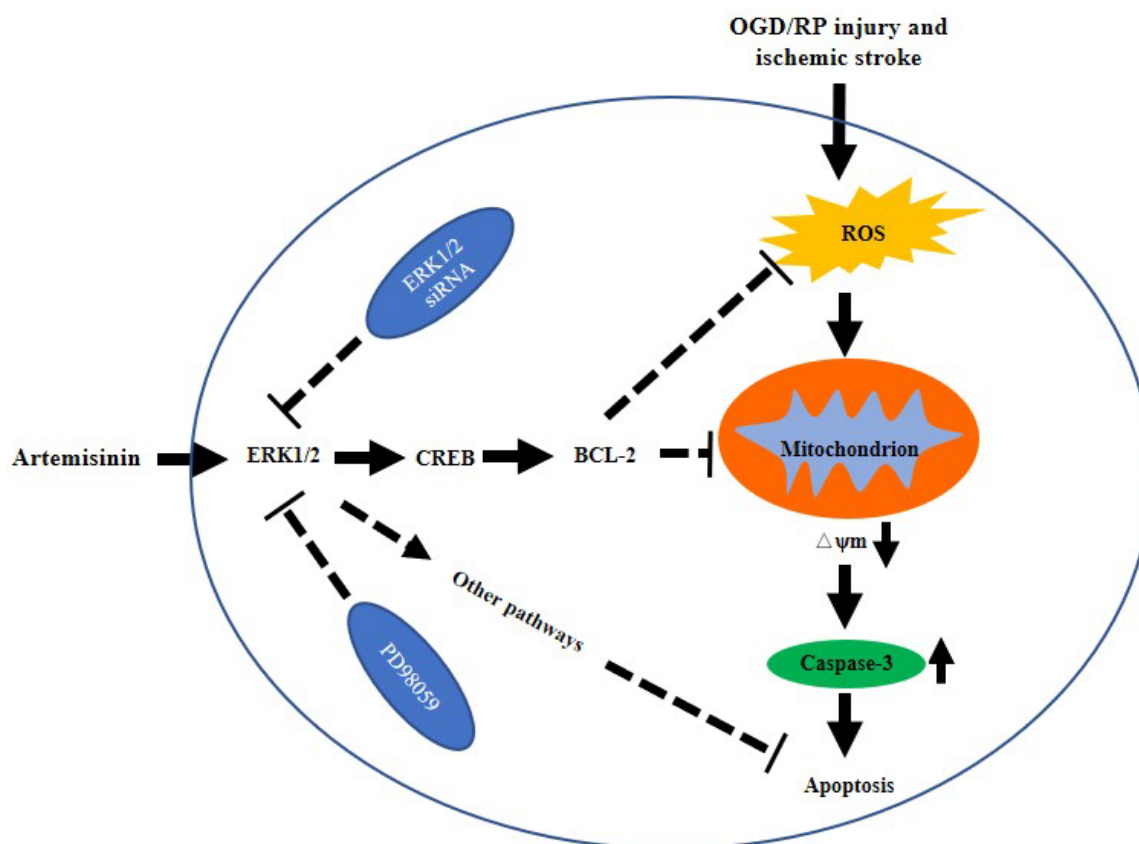 OGD/RP injury and
ischemic stroke
ROS
ERK1/2
siRNA
Artemisinin
ERK1/2
CREB
BCL-2
Mitochondrion
△ψm
Other pathways
Caspase-3
PD98059
Apoptosis